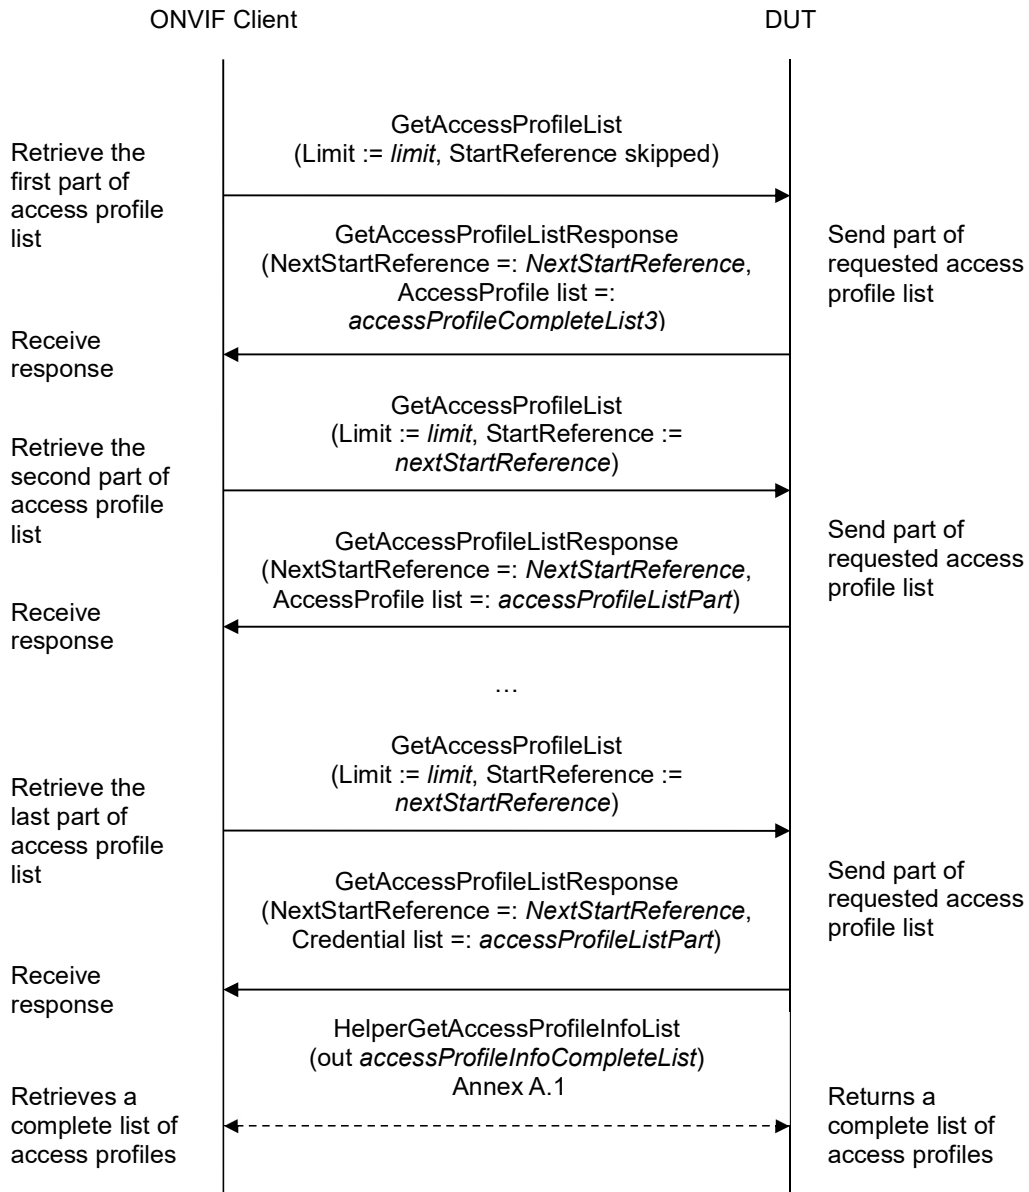 ONVIF Client
DUT
GetAccessProfileList
(Limit := limit, StartReference skipped)
Retrieve the
first part of
access profile
list
GetAccessProfileListResponse
(NextStartReference =: NextStartReference,
AccessProfile list =:
accessProfileCompleteList3)
Send part of
requested access
profile list
Receive
response
GetAccessProfileList
(Limit := limit, StartReference :=
nextStartReference)
Retrieve the
second part of
access profile
list
GetAccessProfileListResponse
(NextStartReference =: NextStartReference,
AccessProfile list =: accessProfileListPart)
Send part of
requested access
profile list
Receive
response
…
GetAccessProfileList
(Limit := limit, StartReference :=
nextStartReference)
Retrieve the
last part of
access profile
list
GetAccessProfileListResponse
(NextStartReference =: NextStartReference,
Credential list =: accessProfileListPart)
Send part of
requested access
profile list
Receive
response
HelperGetAccessProfileInfoList
(out accessProfileInfoCompleteList)
Annex A.1
Retrieves a
complete list of
access profiles
Returns a
complete list of
access profiles